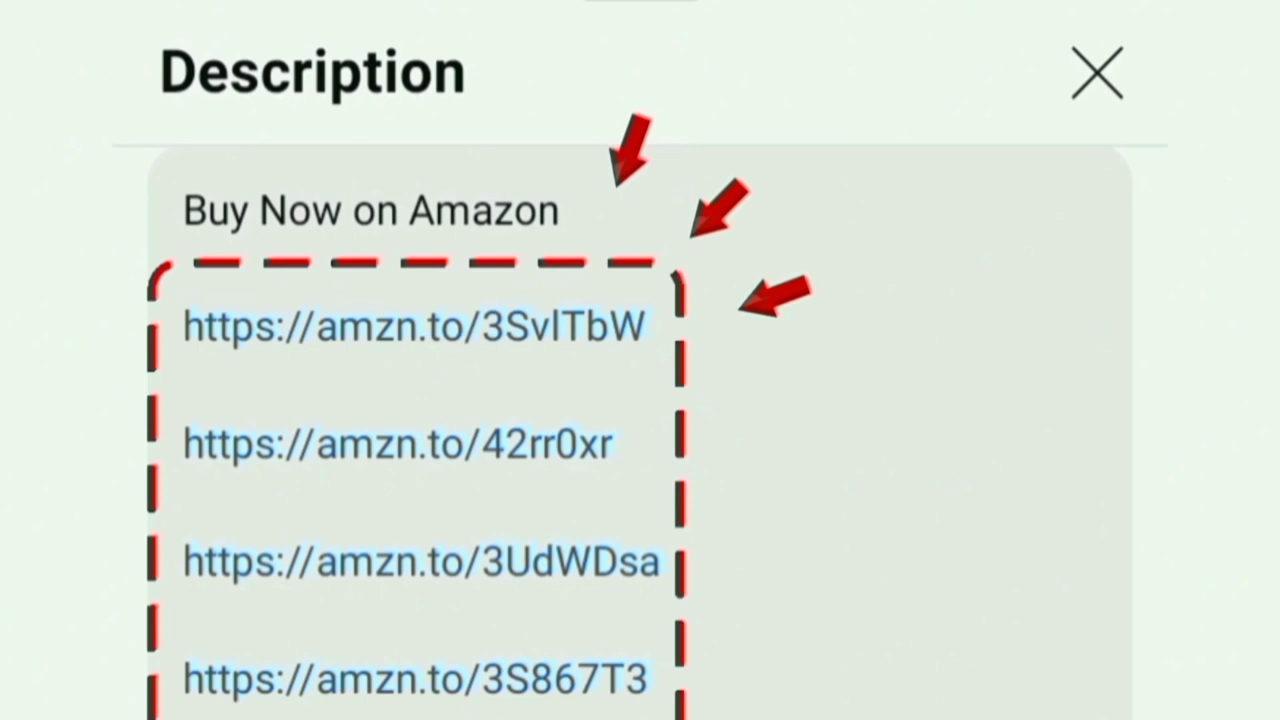 Description
Buy Now on Amazon
https://amzn.to/3SvlTbW
https://amzn.to/42rr0xr
https://amzn.to/3UdWDsa
https://amzn.to/3S867T3